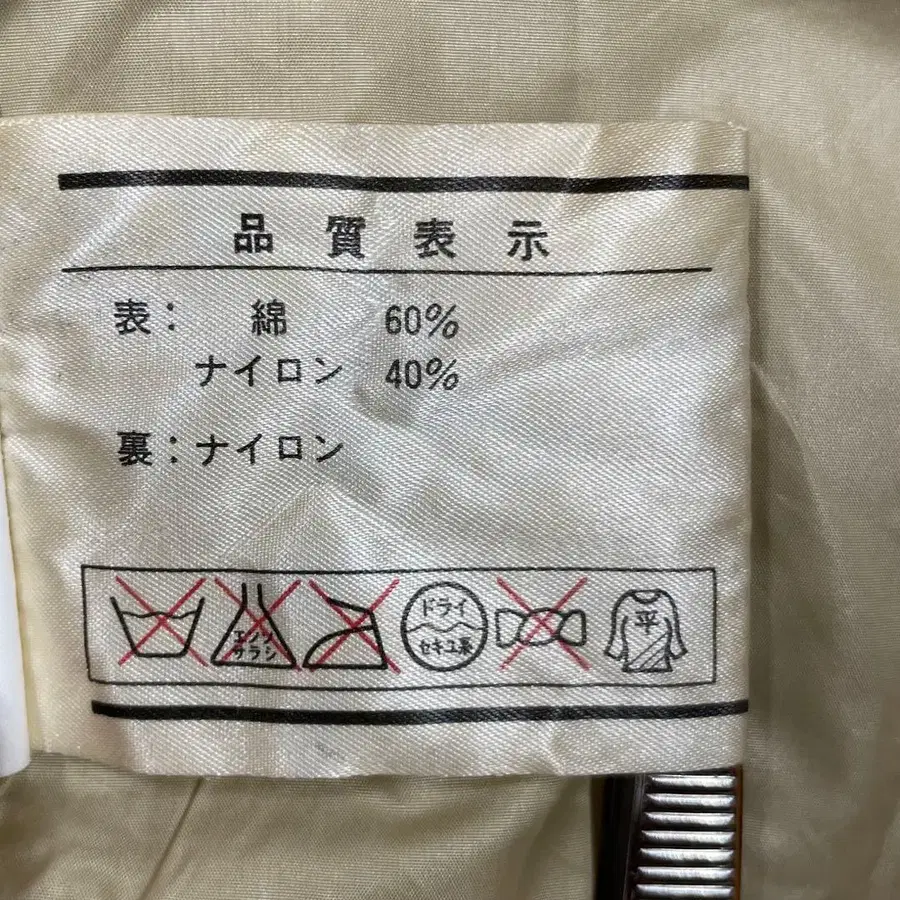 品質表示
表： 綿 60%
ナイロン 40%
裏：ナイロン
エンソ
サラシ
ドライ
セキユ系
平